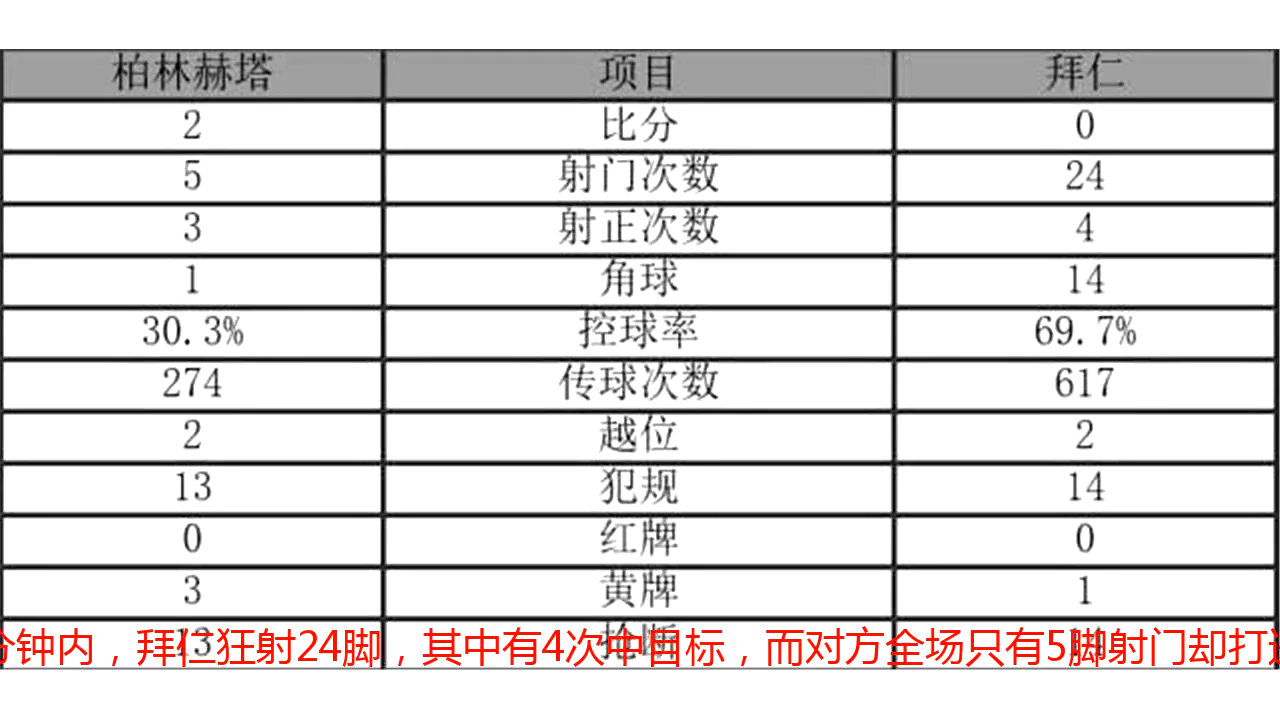 柏林赫塔 项目 拜仁
2 比分 0
5 射门次数 24
3 射正次数 4
1 角球 14
30.3% 控球率 69.7%
274 传球次数 617
2 越位 2
13 犯规 14
0 红牌 0
3 黄牌 1
13 抢断
分钟内，拜仁狂射24脚，其中有4次中目标，而对方全场只有5脚射门却打进